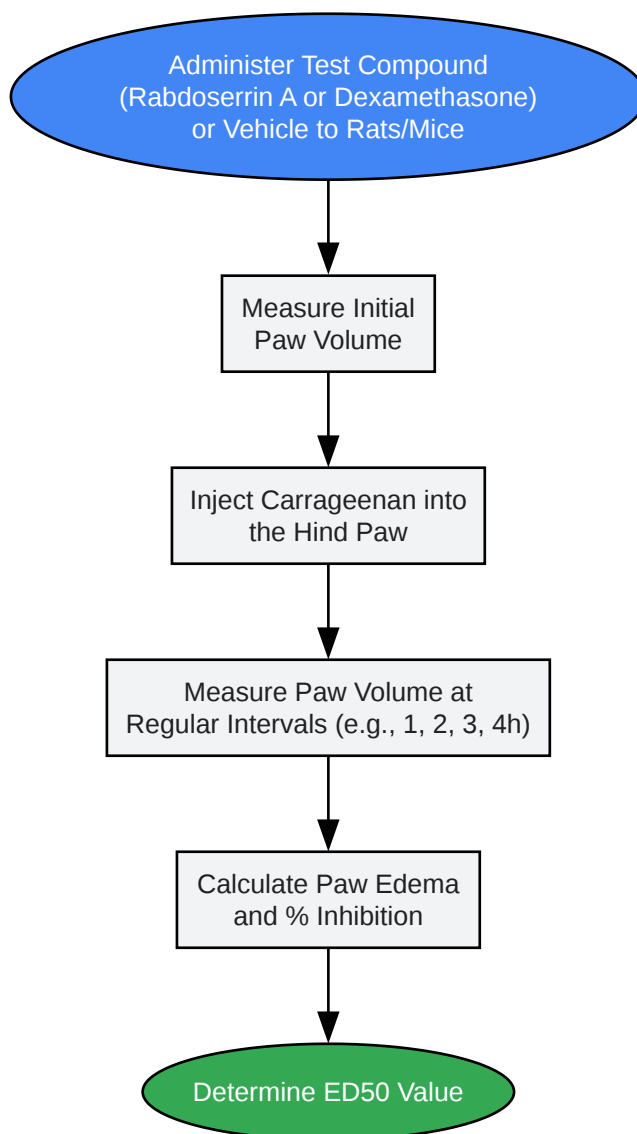 Administer Test Compound
(Rabdoserrin A or Dexamethasone)
or Vehicle to Rats/Mice
Measure Initial
Paw Volume
Inject Carrageenan into
the Hind Paw
Measure Paw Volume at
Regular Intervals (e.g., 1, 2, 3, 4h)
Calculate Paw Edema
and % Inhibition
Determine ED50 Value